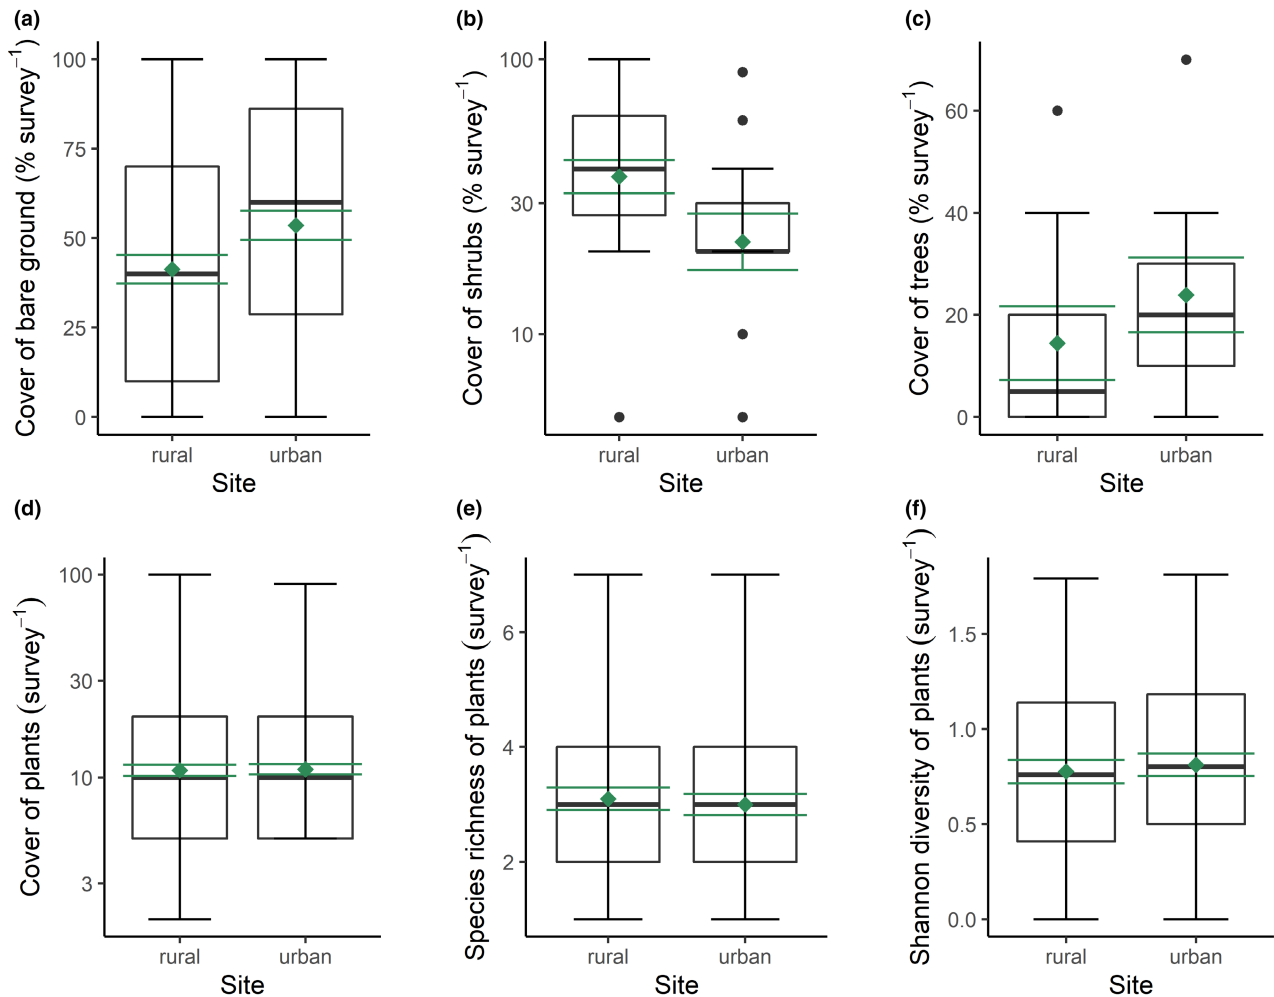 (a)
Cover of bare ground (% survey⁻¹)
100
75
50
25
0
rural urban
Site
(b)
Cover of shrubs (% survey⁻¹)
100
30
10
rural urban
Site
(c)
Cover of trees (% survey⁻¹)
60
40
20
0
rural urban
Site
(d)
Cover of plants (survey⁻¹)
100
30
10
3
rural urban
Site
(e)
Species richness of plants (survey⁻¹)
6
4
2
rural urban
Site
(f)
Shannon diversity of plants (survey⁻¹)
1.5
1.0
0.5
0.0
rural urban
Site